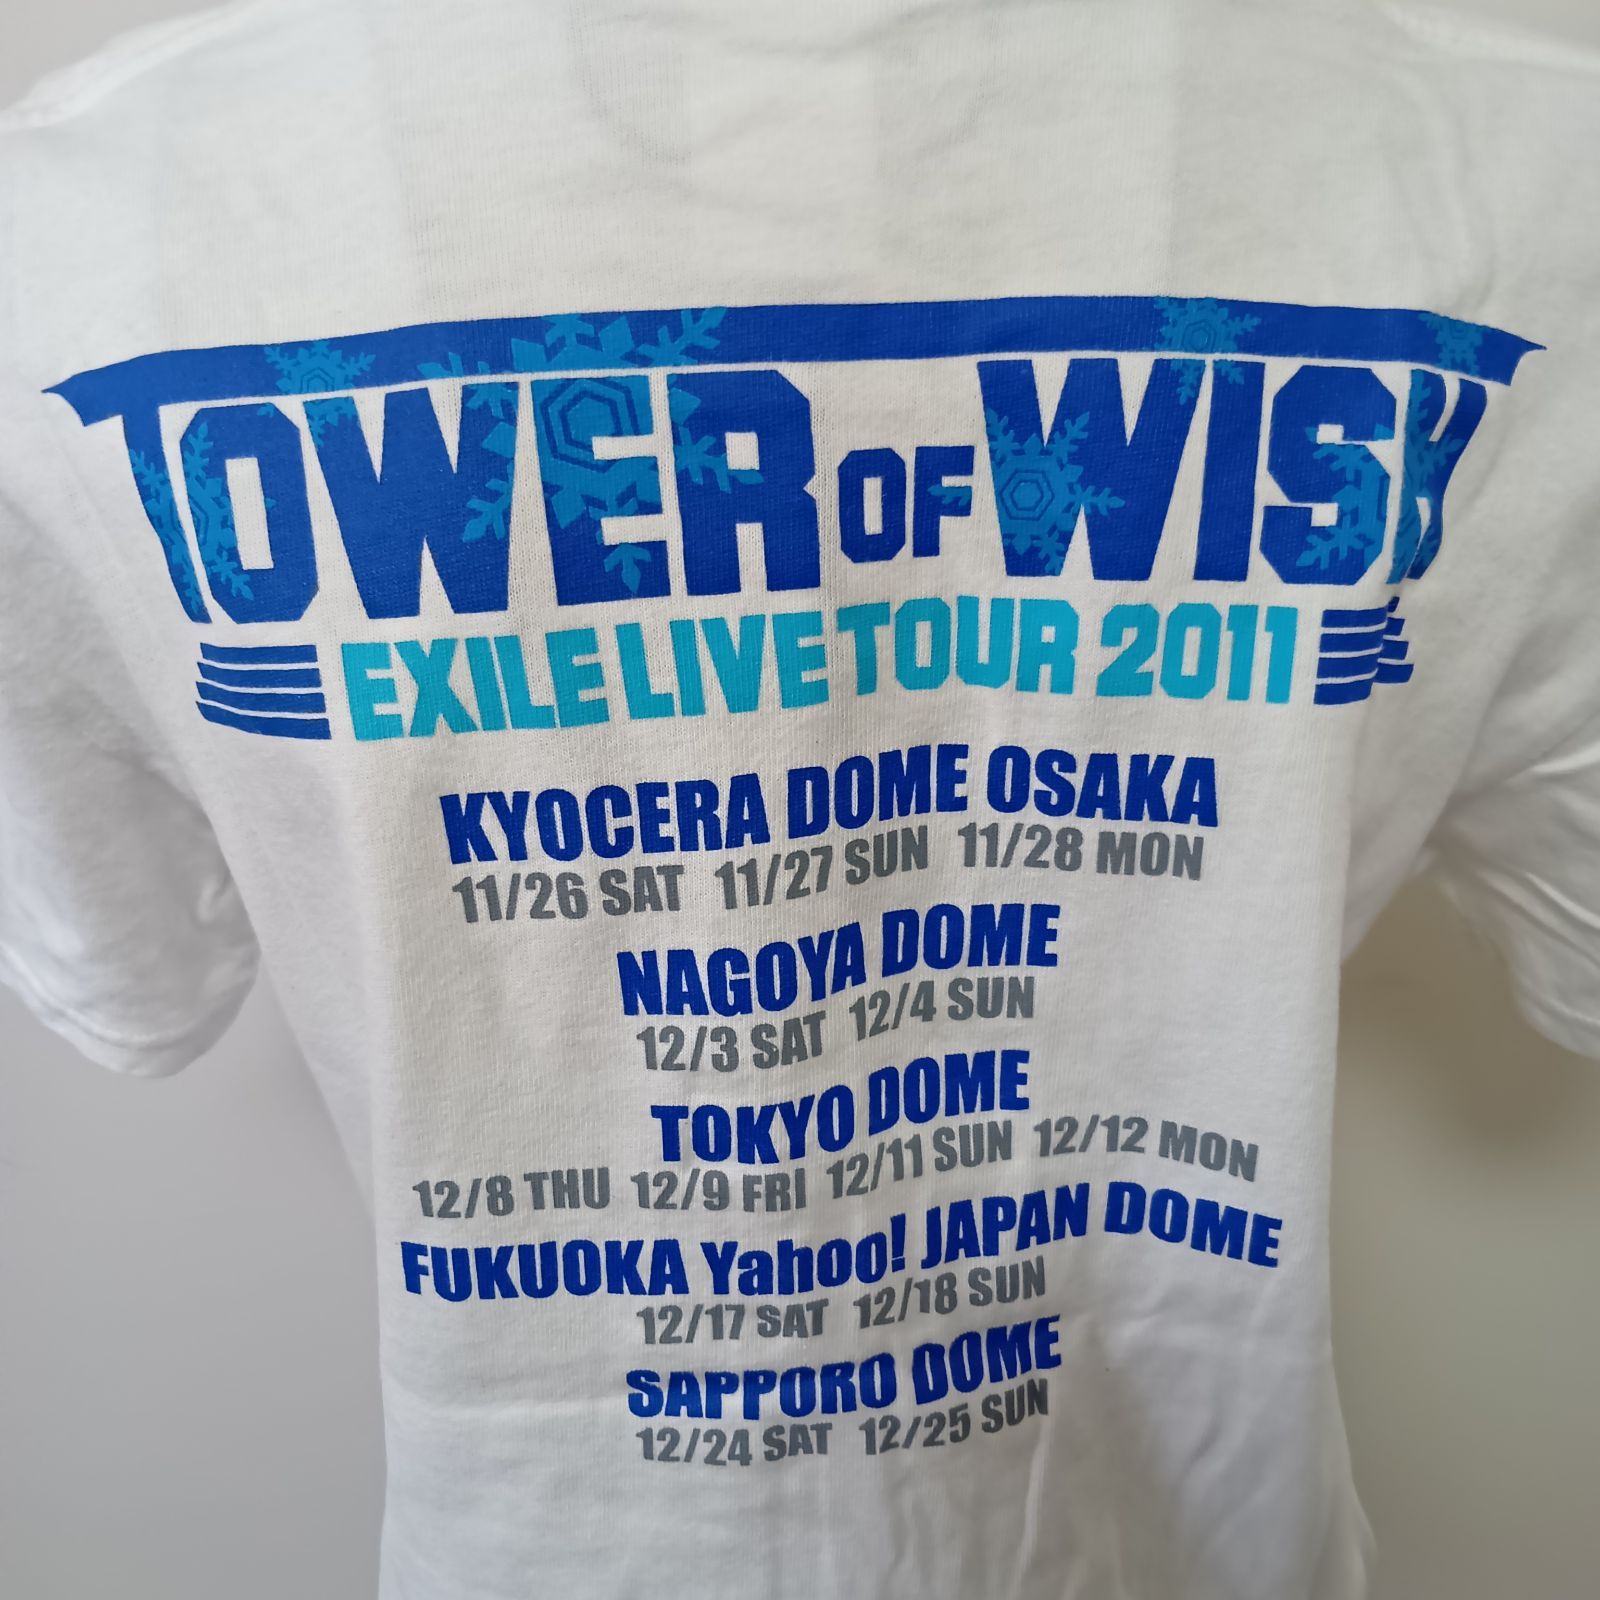 TOWER OF WISH
EXILE LIVE TOUR 2011
KYOCERA DOME OSAKA
11/26 SAT 11/27 SUN 11/28 MON
NAGOYA DOME
12/3 SAT 12/4 SUN
TOKYO DOME
12/8 THU 12/9 FRI 12/11 SUN 12/12 MON
FUKUOKA Yahoo! JAPAN DOME
12/17 SAT 12/18 SUN
SAPPORO DOME
12/24 SAT 12/25 SUN